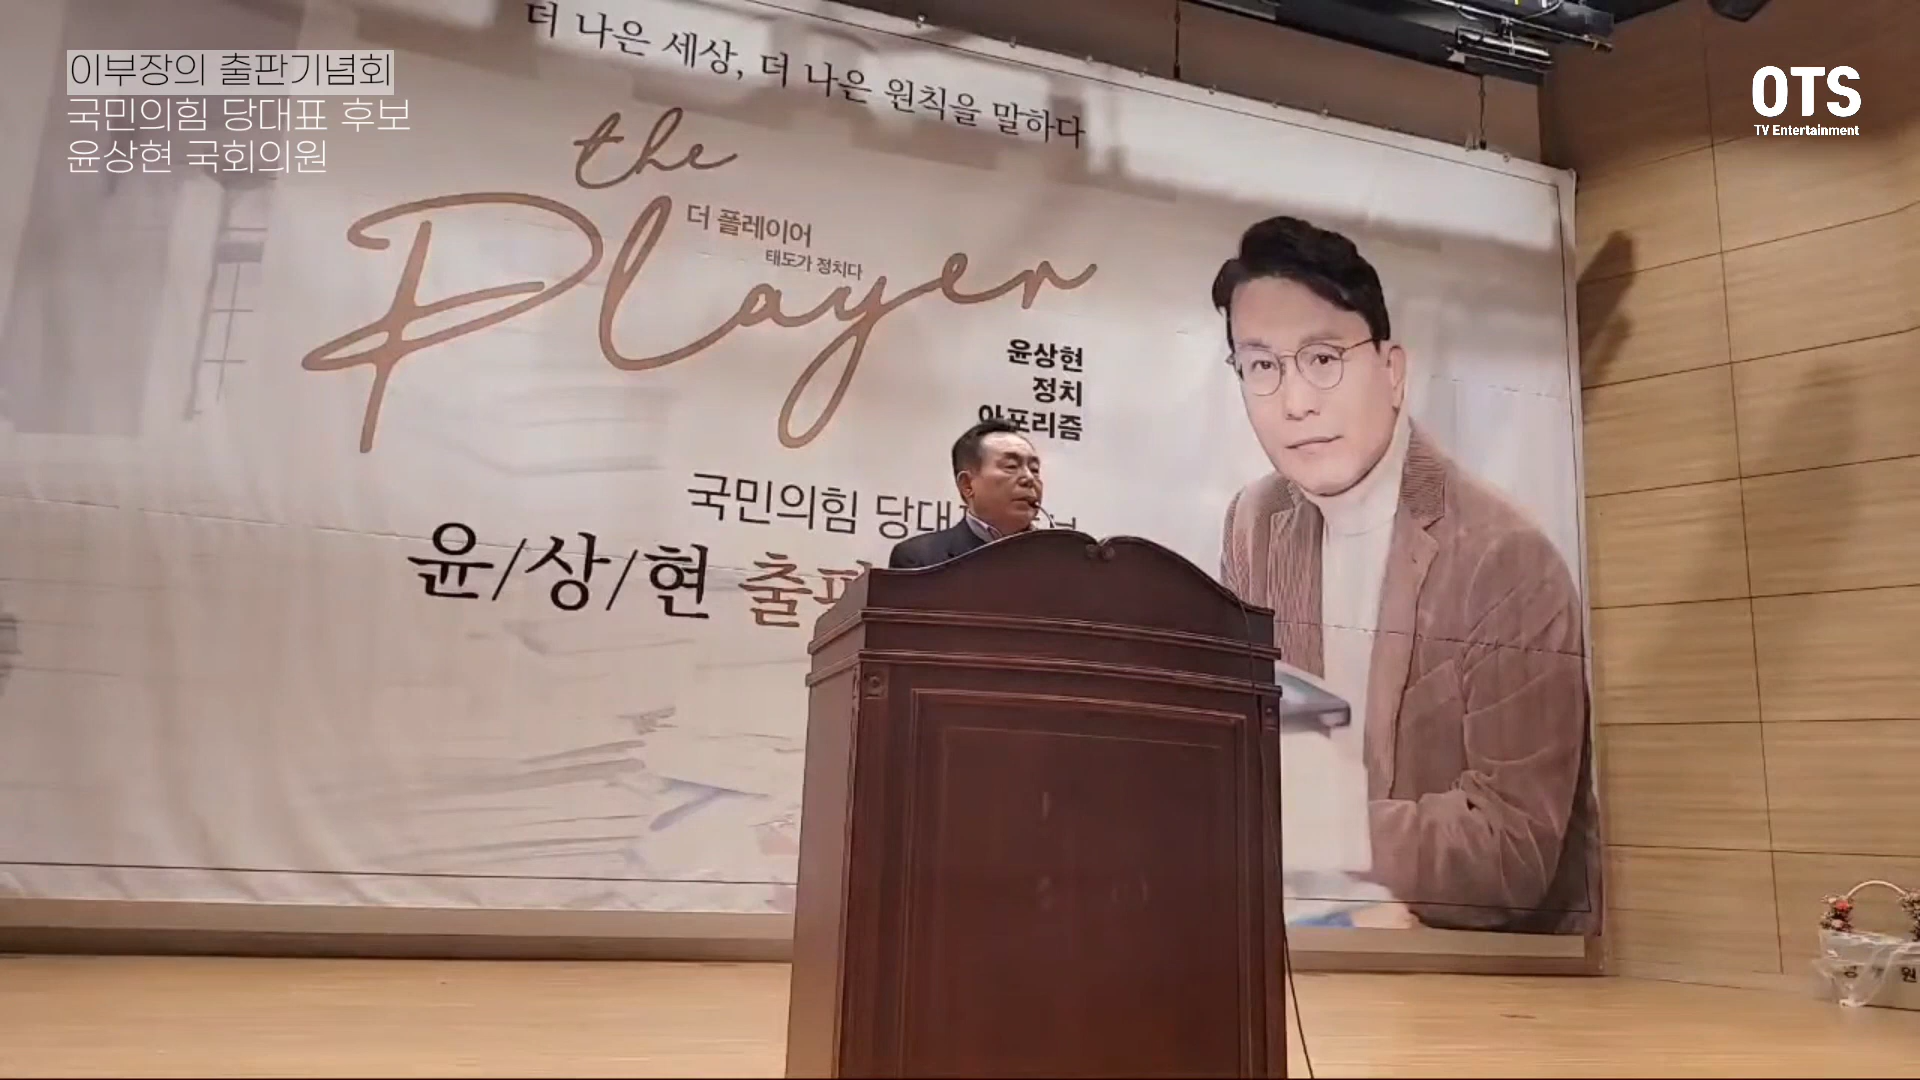 이부장의 출판기념회
국민의힘 당대표 후보
윤상현 국회의원
OTS
TV Entertainment
더 나은 세상, 더 나은 원칙을 말하다
the
Player
더 플레이어
태도가 정치다
윤상현
정치
아포리즘
국민의힘 당대
윤/상/현 출판
원